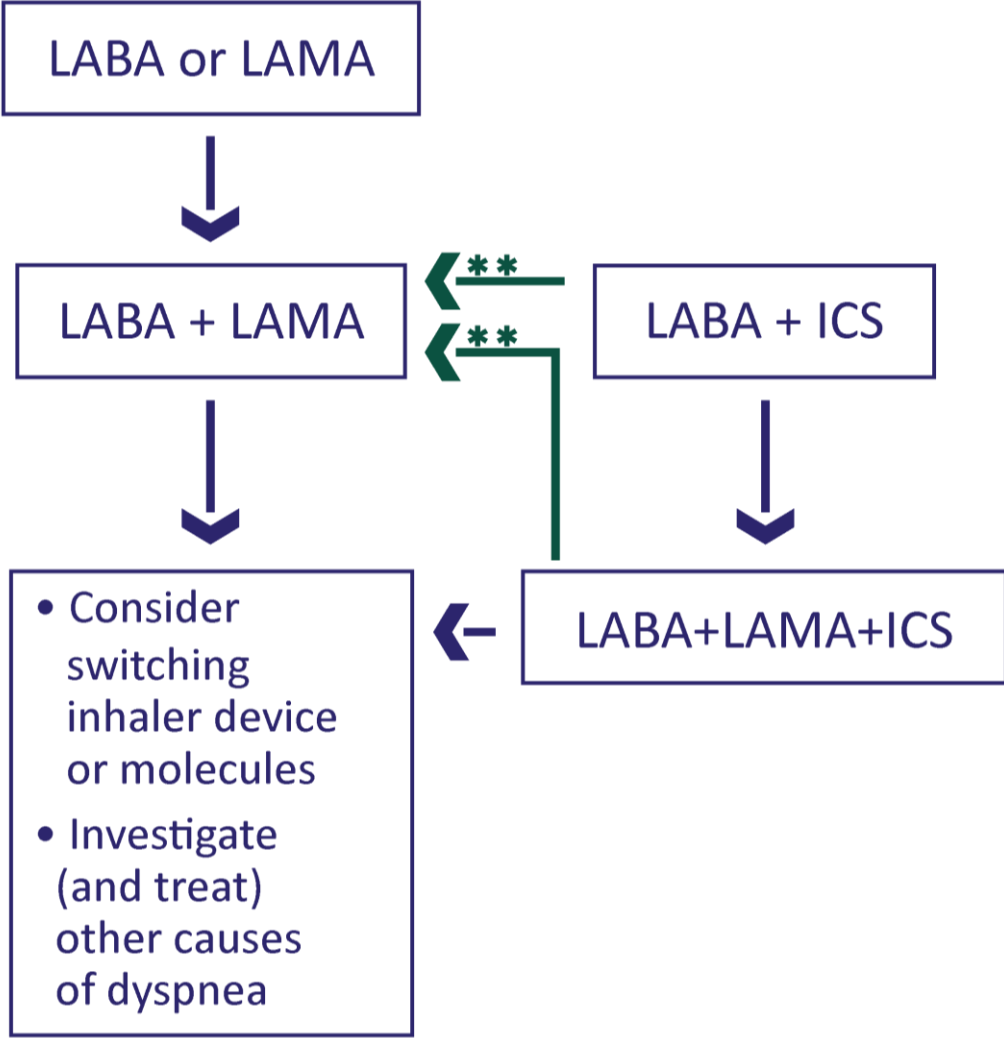 LABA or LAMA
**
LABA + LAMA
**
LABA + ICS
• Consider
switching
inhaler device
or molecules
• Investigate
(and treat)
other causes
of dyspnea
LABA+LAMA+ICS